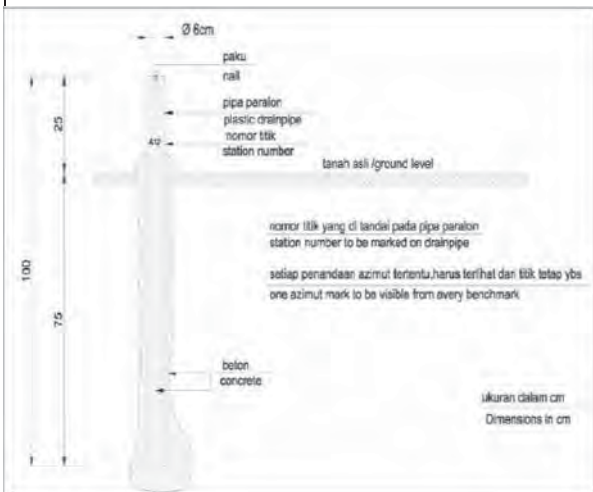 Ø 6cm
paku
nail
25
pipa paralon
plastic drainpipe
nomor titik
station number
tanah asli /ground level
nomor titik yang di tandai pada pipa paralon
station number to be marked on drainpipe
100
setiap penandaan azimut tertentu,harus terlihat dari titik tetap ybs
one azimut mark to be visible from every benchmark
75
beton
concrete
ukuran dalam cm
Dimensions in cm